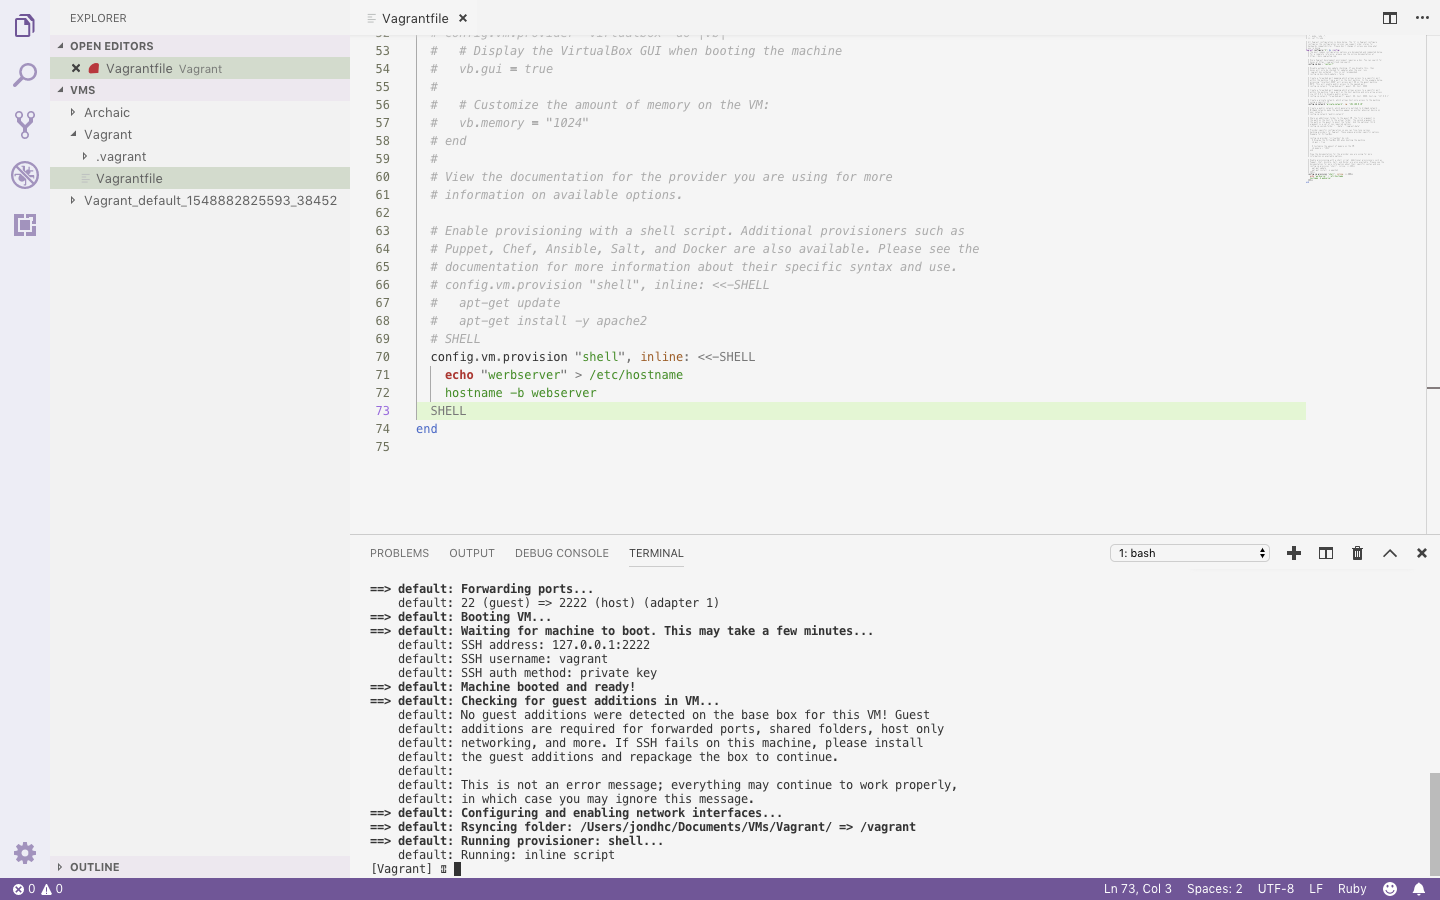 EXPLORER
OPEN EDITORS
Vagrantfile Vagrant
VMS
Archaic
Vagrant
.vagrant
Vagrantfile
Vagrant_default_1548882825593_38452
OUTLINE
Vagrantfile
53 #   # Display the VirtualBox GUI when booting the machine
54 #   vb.gui = true
55 #
56 #   # Customize the amount of memory on the VM:
57 #   vb.memory = "1024"
58 # end
59 #
60 # View the documentation for the provider you are using for more
61 # information on available options.
62
63 # Enable provisioning with a shell script. Additional provisioners such as
64 # Puppet, Chef, Ansible, Salt, and Docker are also available. Please see the
65 # documentation for more information about their specific syntax and use.
66 # config.vm.provision "shell", inline: <<-SHELL
67 #   apt-get update
68 #   apt-get install -y apache2
69 # SHELL
70 config.vm.provision "shell", inline: <<-SHELL
71 echo "werbserver" > /etc/hostname
72 hostname -b webserver
73 SHELL
74 end
75
PROBLEMS OUTPUT DEBUG CONSOLE TERMINAL 1: bash
==> default: Forwarding ports...
default: 22 (guest) => 2222 (host) (adapter 1)
==> default: Booting VM...
==> default: Waiting for machine to boot. This may take a few minutes...
default: SSH address: 127.0.0.1:2222
default: SSH username: vagrant
default: SSH auth method: private key
==> default: Machine booted and ready!
==> default: Checking for guest additions in VM...
default: No guest additions were detected on the base box for this VM! Guest
default: additions are required for forwarded ports, shared folders, host only
default: networking, and more. If SSH fails on this machine, please install
default: the guest additions and repackage the box to continue.
default:
default: This is not an error message; everything may continue to work properly,
default: in which case you may ignore this message.
==> default: Configuring and enabling network interfaces...
==> default: Rsyncing folder: /Users/jondhc/Documents/VMs/Vagrant/ => /vagrant
==> default: Running provisioner: shell...
default: Running: inline script
[Vagrant]
0 0 Ln 73, Col 3 Spaces: 2 UTF-8 LF Ruby